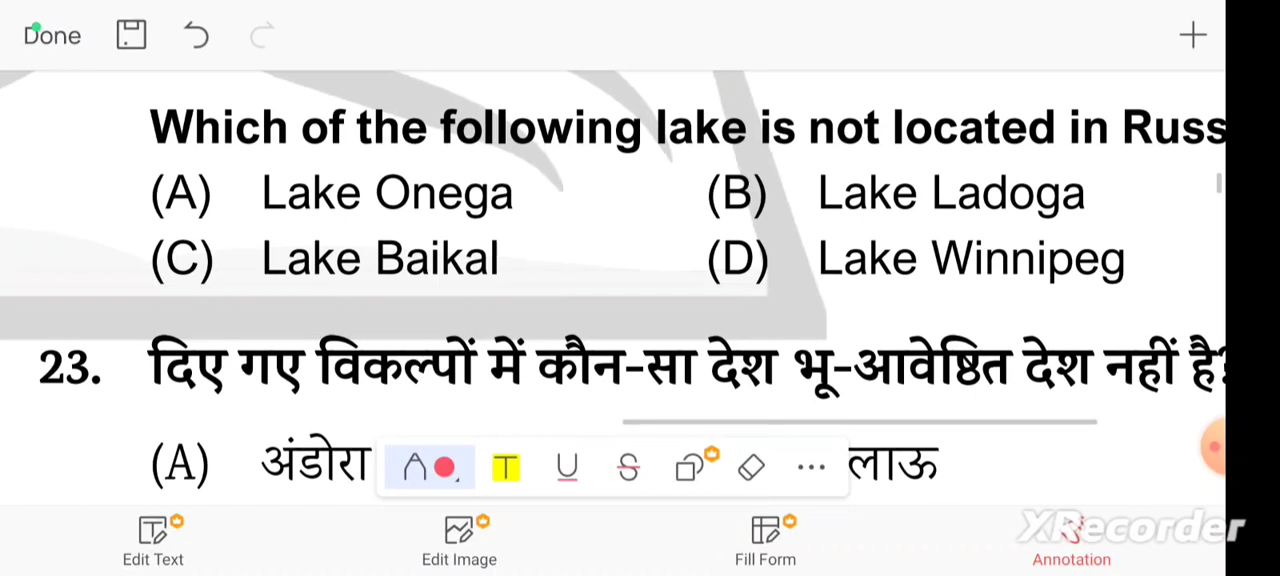 Done
Which of the following lake is not located in Russ
(A) Lake Onega (B) Lake Ladoga
(C) Lake Baikal (D) Lake Winnipeg
23. दिए गए विकल्पों में कौन-सा देश भू-आवेष्ठित देश नहीं है?
(A) अंडोरा लाऊ
T U S
Edit Text Edit Image Fill Form Annotation
XRecorder